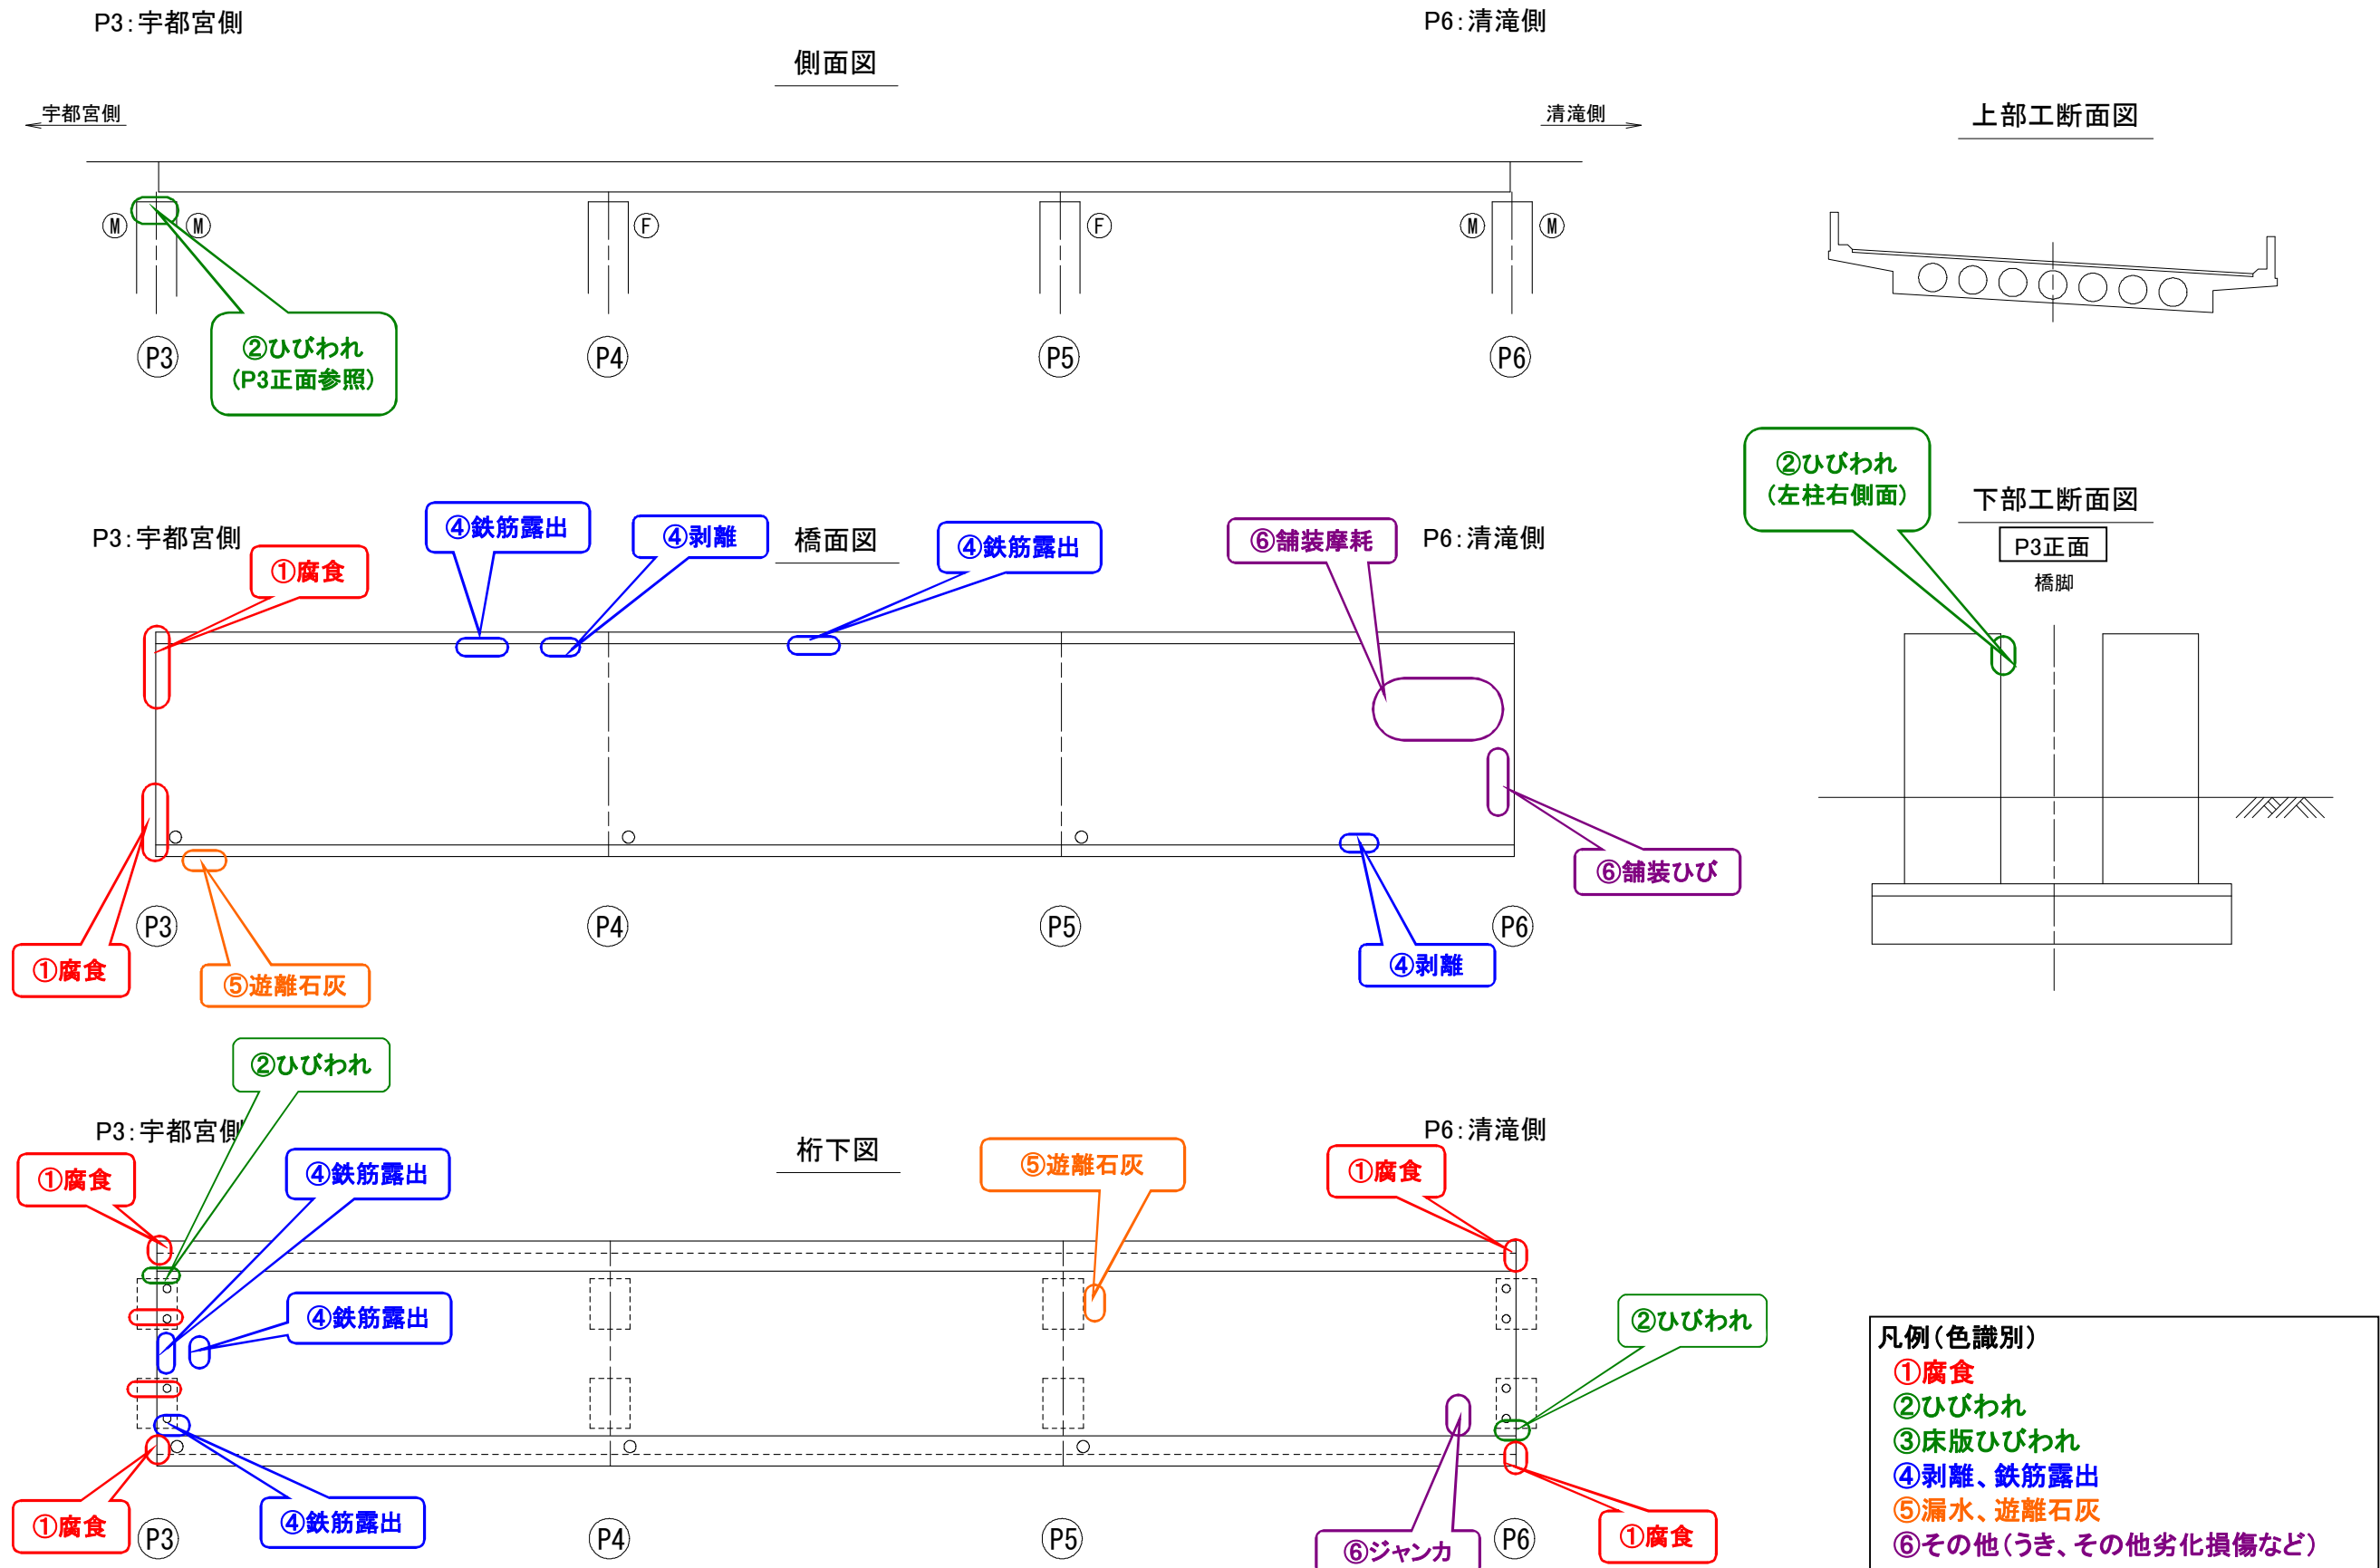 P3:宇都宮側
P6:清滝側
側面図
宇都宮側
清滝側
上部工断面図
M
M
F
F
M
M
②ひびわれ
(P3正面参照)
P3
P4
P5
P6
②ひびわれ
(左柱右側面)
下部工断面図
P3正面
橋脚
P3:宇都宮側
④鉄筋露出
④剥離
橋面図
④鉄筋露出
⑥舗装摩耗
P6:清滝側
①腐食
⑥舗装ひび
P3
P4
P5
P6
①腐食
⑤遊離石灰
④剥離
②ひびわれ
P3:宇都宮側
桁下図
P6:清滝側
①腐食
④鉄筋露出
⑤遊離石灰
①腐食
④鉄筋露出
②ひびわれ
①腐食
④鉄筋露出
P3
P4
P5
P6
⑥ジャンカ
①腐食
凡例(色識別)
①腐食
②ひびわれ
③床版ひびわれ
④剥離、鉄筋露出
⑤漏水、遊離石灰
⑥その他(うき、その他劣化損傷など)